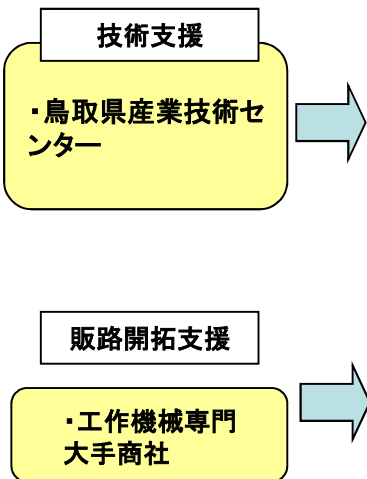 技術支援
・鳥取県産業技術セ
ンター
販路開拓支援
・工作機械専門
大手商社